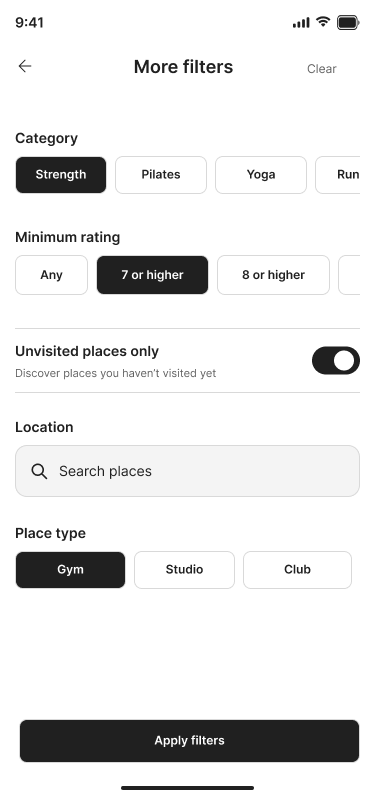 9:41
More filters
Clear
Category
Strength Pilates Yoga Run
Minimum rating
Any 7 or higher 8 or higher
Unvisited places only
Discover places you haven't visited yet
Location
Search places
Place type
Gym Studio Club
Apply filters